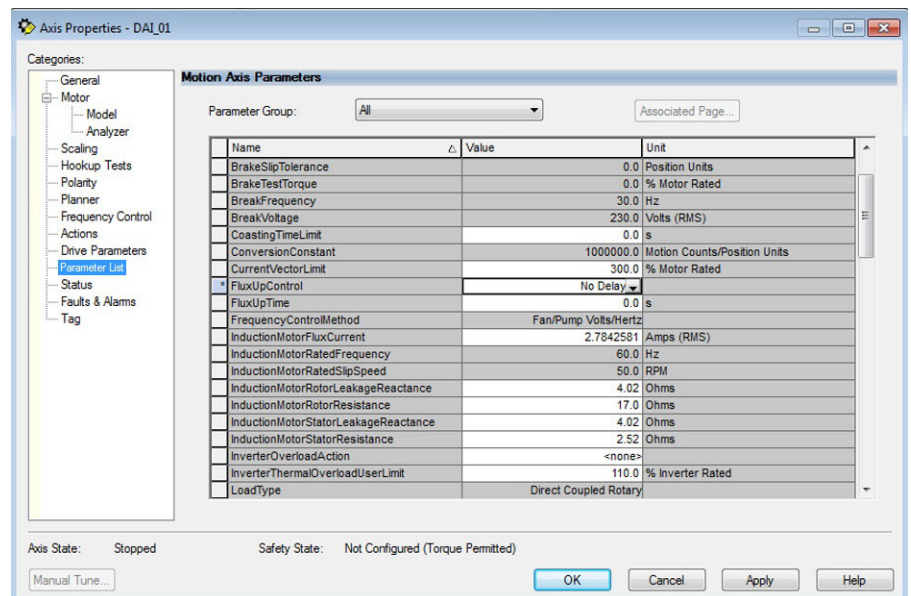 Axis Properties - DAI_01
Categories:
General
Motor
Model
Analyzer
Scaling
Hookup Tests
Polarity
Planner
Frequency Control
Actions
Drive Parameters
Parameter List
Status
Faults & Alarms
Tag
Motion Axis Parameters
Parameter Group: All Associated Page...
Name Value Unit
BrakeSlipTolerance 0.0 Position Units
BrakeTestTorque 0.0 % Motor Rated
BreakFrequency 30.0 Hz
BreakVoltage 230.0 Volts (RMS)
CoastingTimeLimit 0.0 s
ConversionConstant 1000000.0 Motion Counts/Position Units
CurrentVectorLimit 300.0 % Motor Rated
* FluxUpControl No Delay
FluxUpTime 0.0 s
FrequencyControlMethod Fan/Pump Volts/Hertz
InductionMotorFluxCurrent 2.7842581 Amps (RMS)
InductionMotorRatedFrequency 60.0 Hz
InductionMotorRatedSlipSpeed 50.0 RPM
InductionMotorRotorLeakageReactance 4.02 Ohms
InductionMotorRotorResistance 17.0 Ohms
InductionMotorStatorLeakageReactance 4.02 Ohms
InductionMotorStatorResistance 2.52 Ohms
InverterOverloadAction <none>
InverterThermalOverloadUserLimit 110.0 % Inverter Rated
LoadType Direct Coupled Rotary
Axis State: Stopped Safety State: Not Configured (Torque Permitted)
Manual Tune... OK Cancel Apply Help